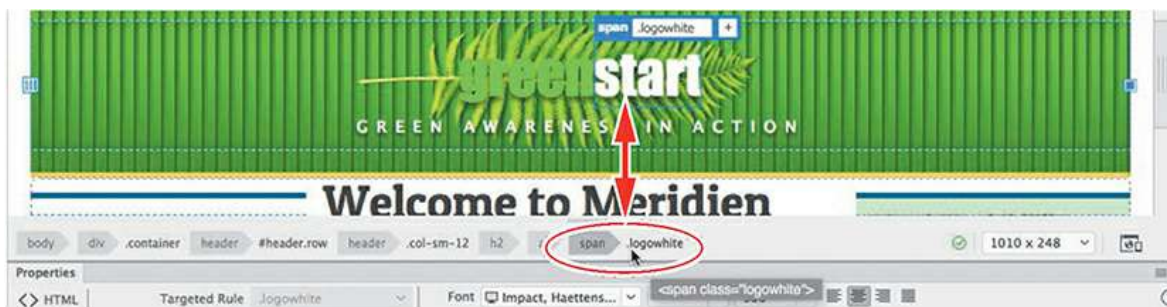 span .logowhite +
greenstart
GREEN AWARENESS IN ACTION
Welcome to Meridien
body div .container header #header.row header .col-sm-12 h2 span .logowhite 1010 x 248
Properties
<> HTML Targeted Rule .logowhite Font Impact, Haettens... <span class="logowhite">